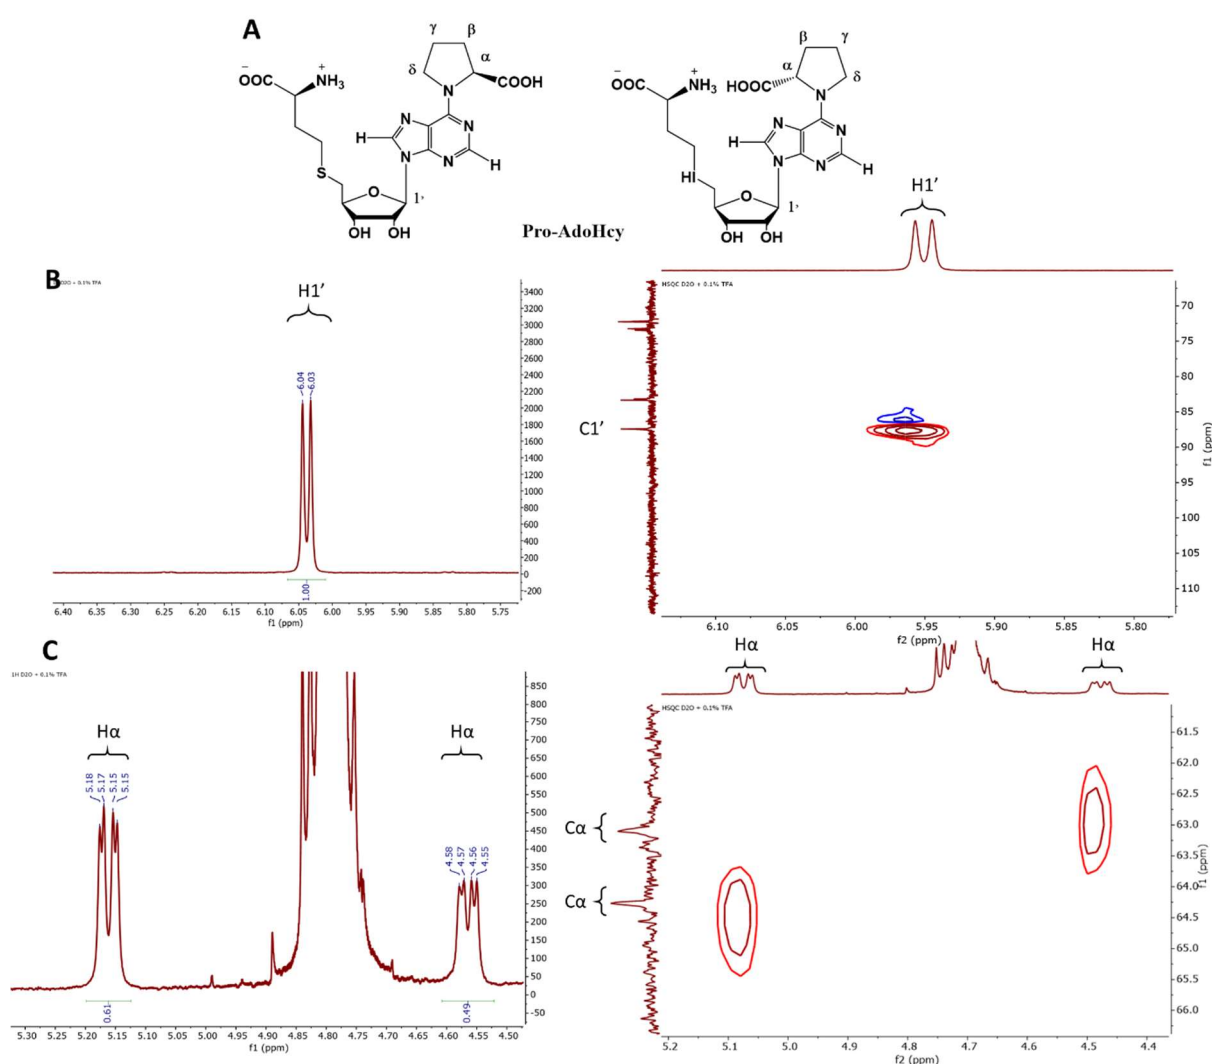 A
γ
β
α
δ
⁻OOC
N̈H₃⁺
N
COOH
N
N
H
N
N
H
S
O
1'
OH OH
Pro-AdoHcy
β
γ
α
δ
⁻OOC
NH₃⁺
HOOC
N
N
N
H
N
N
H
HN
O
1'
OH OH
B
D2O + 0.1% TFA
H1′
6.04
6.03
1.00
3400
3200
3000
2800
2600
2400
2200
2000
1800
1600
1400
1200
1000
800
600
400
200
0
-200
6.40 6.35 6.30 6.25 6.20 6.15 6.10 6.05 6.00 5.95 5.90 5.85 5.80 5.75
f1 (ppm)
H1′
HSQC D2O + 0.1% TFA
C1′
70
75
80
85
90
95
100
105
110
f1 (ppm)
6.10 6.05 6.00 5.95 5.90 5.85 5.80
f2 (ppm)
C
1H D2O + 0.1% TFA
Hα
5.18
5.17
5.15
5.15
0.61
Hα
4.58
4.57
4.56
4.55
0.49
850
800
750
700
650
600
550
500
450
400
350
300
250
200
150
100
50
0
-50
5.30 5.25 5.20 5.15 5.10 5.05 5.00 4.95 4.90 4.85 4.80 4.75 4.70 4.65 4.60 4.55 4.50
f1 (ppm)
Hα
Hα
HSQC D2O + 0.1% TFA
Cα
Cα
61.5
62.0
62.5
63.0
63.5
64.0
64.5
65.0
65.5
66.0
f1 (ppm)
5.2 5.1 5.0 4.9 4.8 4.7 4.6 4.5 4.4
f2 (ppm)